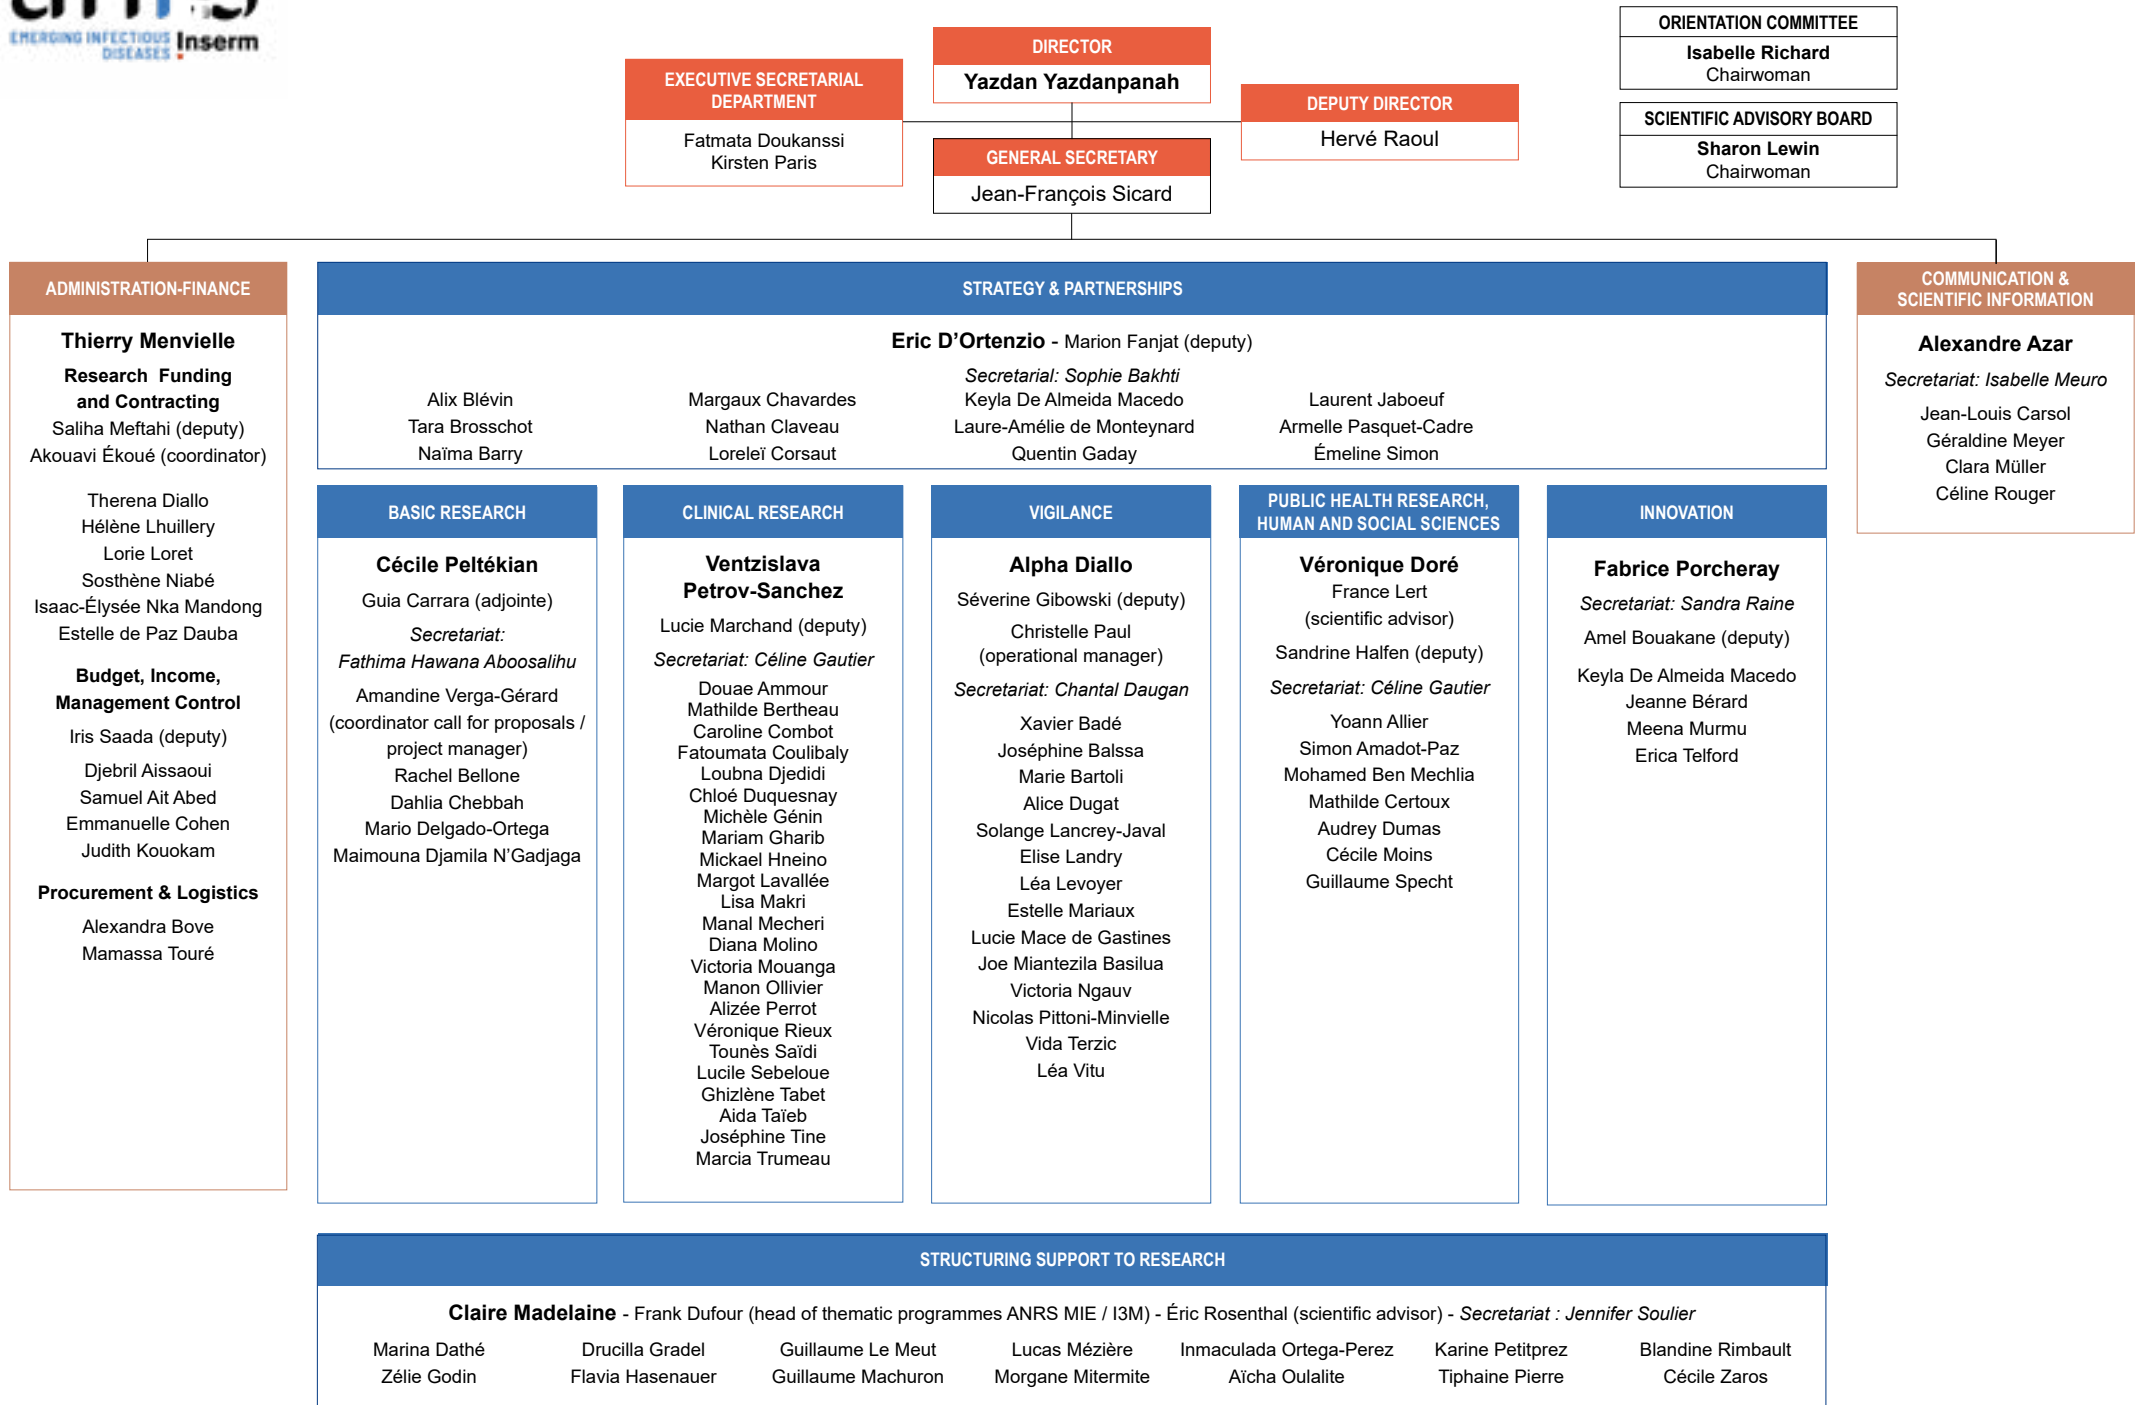 EMERGING INFECTIOUS
DISEASES
Inserm
DIRECTOR
Yazdan Yazdanpanah
EXECUTIVE SECRETARIAL
DEPARTMENT
Fatmata Doukanssi
Kirsten Paris
DEPUTY DIRECTOR
Hervé Raoul
GENERAL SECRETARY
Jean-François Sicard
ORIENTATION COMMITTEE
Isabelle Richard
Chairwoman
SCIENTIFIC ADVISORY BOARD
Sharon Lewin
Chairwoman
ADMINISTRATION-FINANCE
Thierry Menvielle
Research Funding
and Contracting
Saliha Meftahi (deputy)
Akouavi Ékoué (coordinator)
Therena Diallo
Hélène Lhuillery
Lorie Loret
Sosthène Niabé
Isaac-Élysée Nka Mandong
Estelle de Paz Dauba
Budget, Income,
Management Control
Iris Saada (deputy)
Djebril Aissaoui
Samuel Ait Abed
Emmanuelle Cohen
Judith Kouokam
Procurement & Logistics
Alexandra Bove
Mamassa Touré
STRATEGY & PARTNERSHIPS
Eric D’Ortenzio - Marion Fanjat (deputy)
Secretarial: Sophie Bakhti
Alix Blévin
Tara Brosschot
Naïma Barry
Margaux Chavardes
Nathan Claveau
Loreleï Corsaut
Keyla De Almeida Macedo
Laure-Amélie de Monteynard
Quentin Gaday
Laurent Jaboeuf
Armelle Pasquet-Cadre
Émeline Simon
COMMUNICATION &
SCIENTIFIC INFORMATION
Alexandre Azar
Secretariat: Isabelle Meuro
Jean-Louis Carsol
Géraldine Meyer
Clara Müller
Céline Rouger
BASIC RESEARCH
Cécile Peltékian
Guia Carrara (adjointe)
Secretariat:
Fathima Hawana Aboosalihu
Amandine Verga-Gérard
(coordinator call for proposals /
project manager)
Rachel Bellone
Dahlia Chebbah
Mario Delgado-Ortega
Maimouna Djamila N’Gadjaga
CLINICAL RESEARCH
Ventzislava
Petrov-Sanchez
Lucie Marchand (deputy)
Secretariat: Céline Gautier
Douae Ammour
Mathilde Bertheau
Caroline Combot
Fatoumata Coulibaly
Loubna Djedidi
Chloé Duquesnay
Michèle Génin
Mariam Gharib
Mickael Hneino
Margot Lavallée
Lisa Makri
Manal Mecheri
Diana Molino
Victoria Mouanga
Manon Ollivier
Alizée Perrot
Véronique Rieux
Tounès Saïdi
Lucile Sebeloue
Ghizlène Tabet
Aida Taïeb
Joséphine Tine
Marcia Trumeau
VIGILANCE
Alpha Diallo
Séverine Gibowski (deputy)
Christelle Paul
(operational manager)
Secretariat: Chantal Daugan
Xavier Badé
Joséphine Balssa
Marie Bartoli
Alice Dugat
Solange Lancrey-Javal
Elise Landry
Léa Levoyer
Estelle Mariaux
Lucie Mace de Gastines
Joe Miantezila Basilua
Victoria Ngauv
Nicolas Pittoni-Minvielle
Vida Terzic
Léa Vitu
PUBLIC HEALTH RESEARCH,
HUMAN AND SOCIAL SCIENCES
Véronique Doré
France Lert
(scientific advisor)
Sandrine Halfen (deputy)
Secretariat: Céline Gautier
Yoann Allier
Simon Amadot-Paz
Mohamed Ben Mechlia
Mathilde Certoux
Audrey Dumas
Cécile Moins
Guillaume Specht
INNOVATION
Fabrice Porcheray
Secretariat: Sandra Raine
Amel Bouakane (deputy)
Keyla De Almeida Macedo
Jeanne Bérard
Meena Murmu
Erica Telford
STRUCTURING SUPPORT TO RESEARCH
Claire Madelaine - Frank Dufour (head of thematic programmes ANRS MIE / I3M) - Éric Rosenthal (scientific advisor) - Secretariat : Jennifer Soulier
Marina Dathé
Zélie Godin
Drucilla Gradel
Flavia Hasenauer
Guillaume Le Meut
Guillaume Machuron
Lucas Mézière
Morgane Mitermite
Inmaculada Ortega-Perez
Aïcha Oulalite
Karine Petitprez
Tiphaine Pierre
Blandine Rimbault
Cécile Zaros